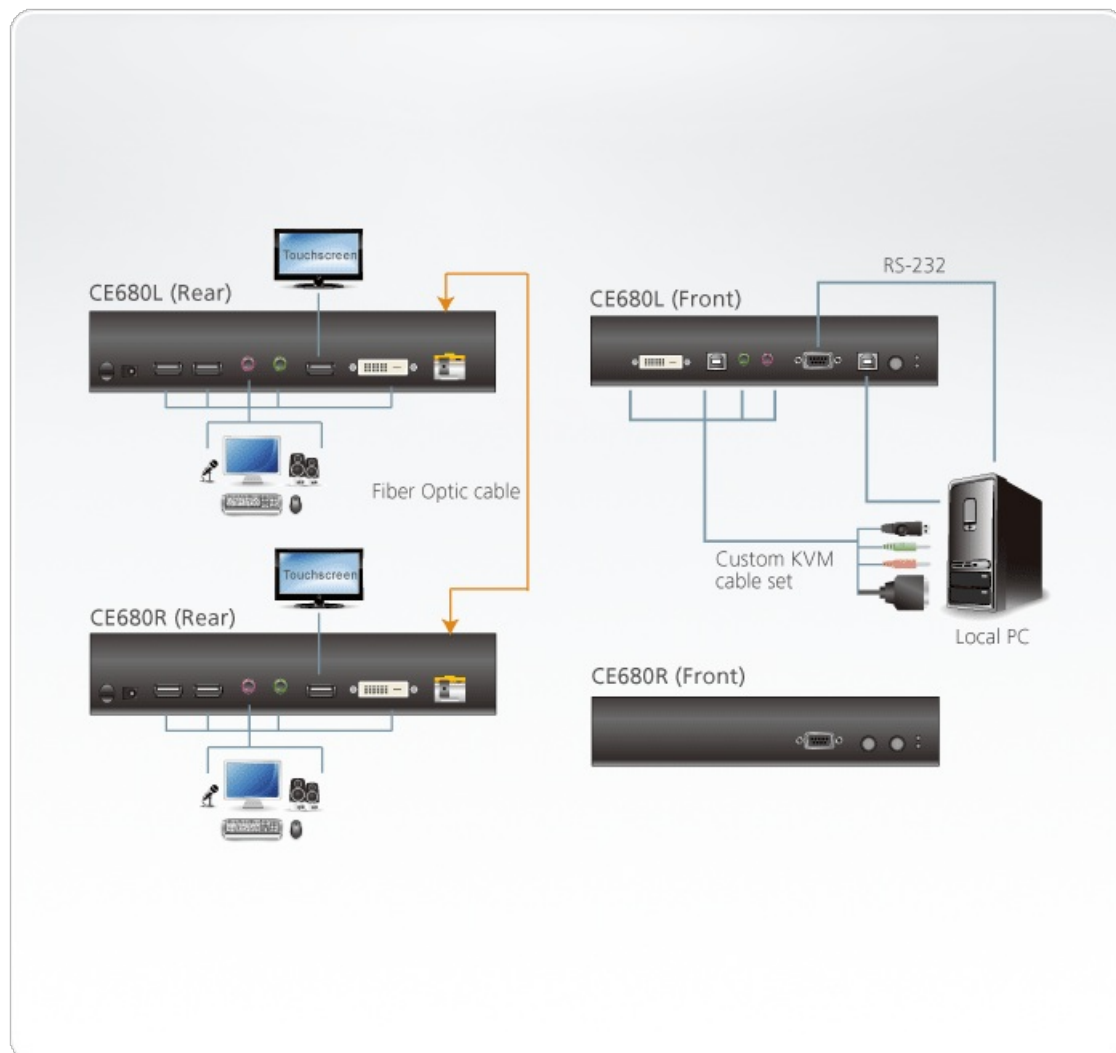 Touchscreen
CE680L (Rear)
Fiber Optic cable
Touchscreen
CE680R (Rear)
RS-232
CE680L (Front)
Custom KVM
cable set
Local PC
CE680R (Front)